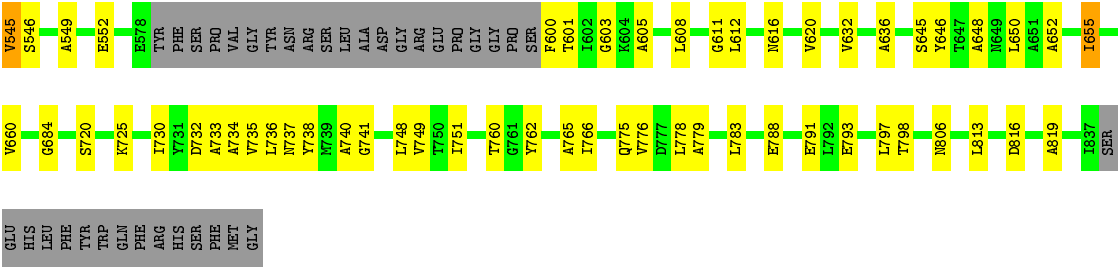 V545 S546 A549 E552 E578 TYR PHE SER PRO VAL GLY TYR ASN ARG SER LEU ALA ASP GLY ARG GLU PRO GLY GLY PRO SER F600 T601 I602 G603 K604 A605 L608 G611 L612 N616 V620 V632 A636 S645 Y646 T647 A648 N649 L650 A651 A652 I655
V660 G684 S720 K725 I730 Y731 D732 A733 A734 V735 L736 N737 Y738 M739 A740 G741 L748 V749 T750 I751 T760 G761 Y762 A765 I766 Q775 V776 D777 L778 A779 L783 E788 E791 L792 E793 L797 T798 N806 L813 D816 A819 I837 SER
GLU HIS LEU PHE TYR TRP GLN PHE ARG HIS SER PHE MET GLY